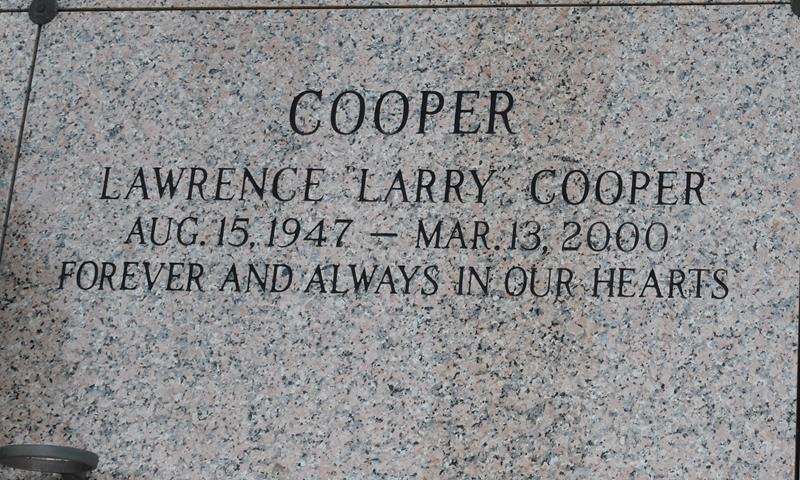 COOPER
LAWRENCE "LARRY" COOPER
AUG. 15, 1947 — MAR. 13, 2000
FOREVER AND ALWAYS IN OUR HEARTS